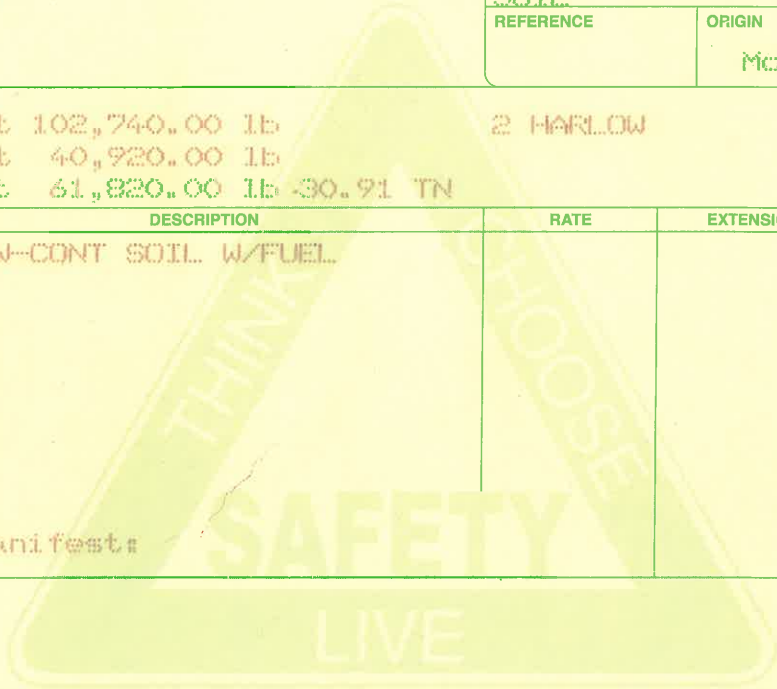 REFERENCE ORIGIN
102,740.00 lb 2 HARLOW
40,920.00 lb
61,820.00 lb 30.91 TN
DESCRIPTION RATE EXTENSI
W-CONT SOIL W/FUEL
THINK
CHOOSE
SAFETY
anifest:
LIVE